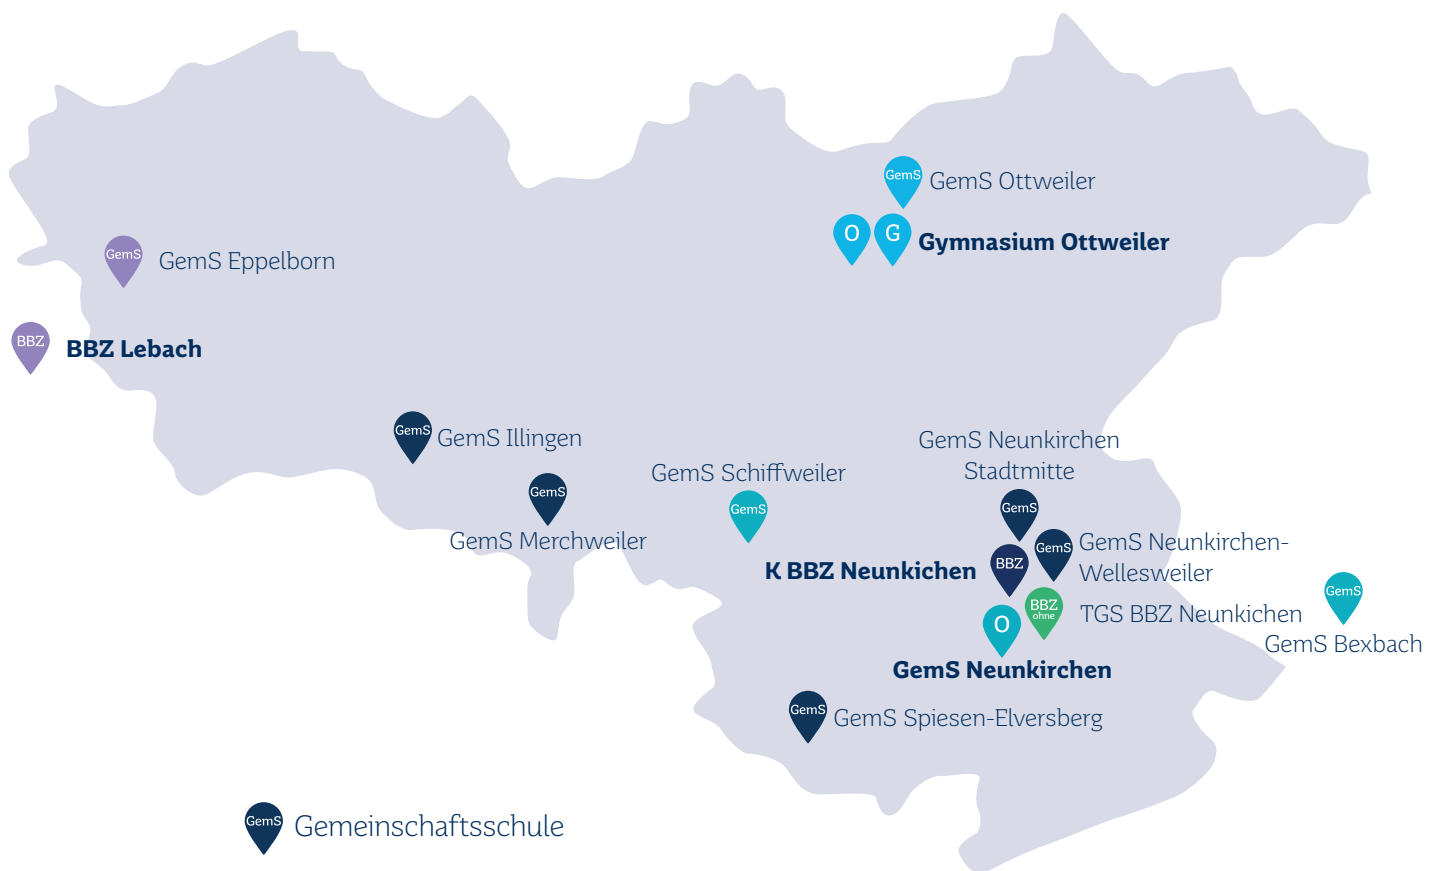 GemS
GemS Ottweiler
O
G
Gymnasium Ottweiler
GemS
GemS Eppelborn
BBZ
BBZ Lebach
GemS
GemS Illingen
GemS
GemS Merchweiler
GemS Schiffweiler
GemS
GemS Neunkirchen
Stadtmitte
GemS
GemS
GemS Neunkirchen-
Wellesweiler
K BBZ Neunkichen
BBZ
BBZ
ohne
TGS BBZ Neunkichen
GemS
GemS Bexbach
O
GemS Neunkirchen
GemS
GemS Spiesen-Elversberg
GemS
Gemeinschaftsschule